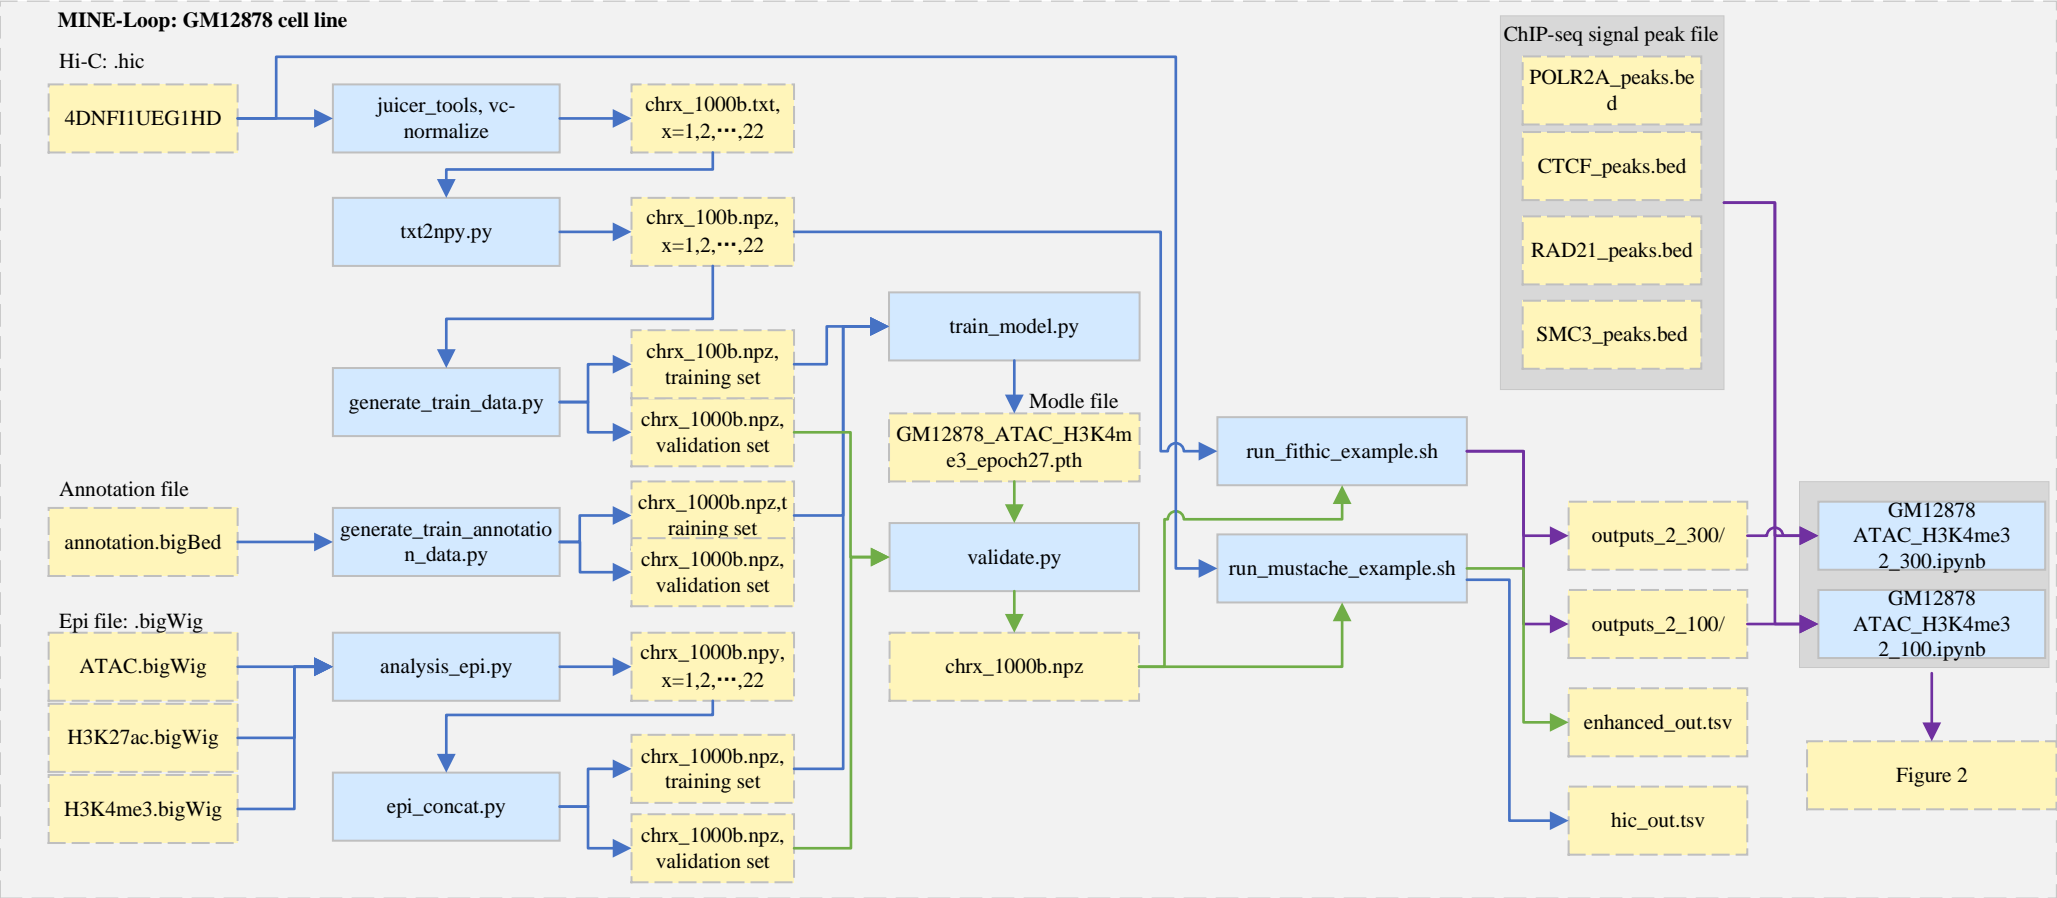 MINE-Loop: GM12878 cell line
Hi-C: .hic
4DNFI1UEG1HD
juicer_tools, vc-
normalize
chrx_1000b.txt,
x=1,2,⋯,22
txt2npy.py
chrx_100b.npz,
x=1,2,⋯,22
generate_train_data.py
chrx_100b.npz,
training set
chrx_1000b.npz,
validation set
Annotation file
annotation.bigBed
generate_train_annotatio
n_data.py
chrx_1000b.npz,t
raining set
chrx_1000b.npz,
validation set
Epi file: .bigWig
ATAC.bigWig
H3K27ac.bigWig
H3K4me3.bigWig
analysis_epi.py
chrx_1000b.npy,
x=1,2,⋯,22
epi_concat.py
chrx_1000b.npz,
training set
chrx_1000b.npz,
validation set
train_model.py
Modle file
GM12878_ATAC_H3K4m
e3_epoch27.pth
validate.py
chrx_1000b.npz
run_fithic_example.sh
run_mustache_example.sh
ChIP-seq signal peak file
POLR2A_peaks.be
d
CTCF_peaks.bed
RAD21_peaks.bed
SMC3_peaks.bed
outputs_2_300/
outputs_2_100/
enhanced_out.tsv
hic_out.tsv
GM12878
ATAC_H3K4me3
2_300.ipynb
GM12878
ATAC_H3K4me3
2_100.ipynb
Figure 2